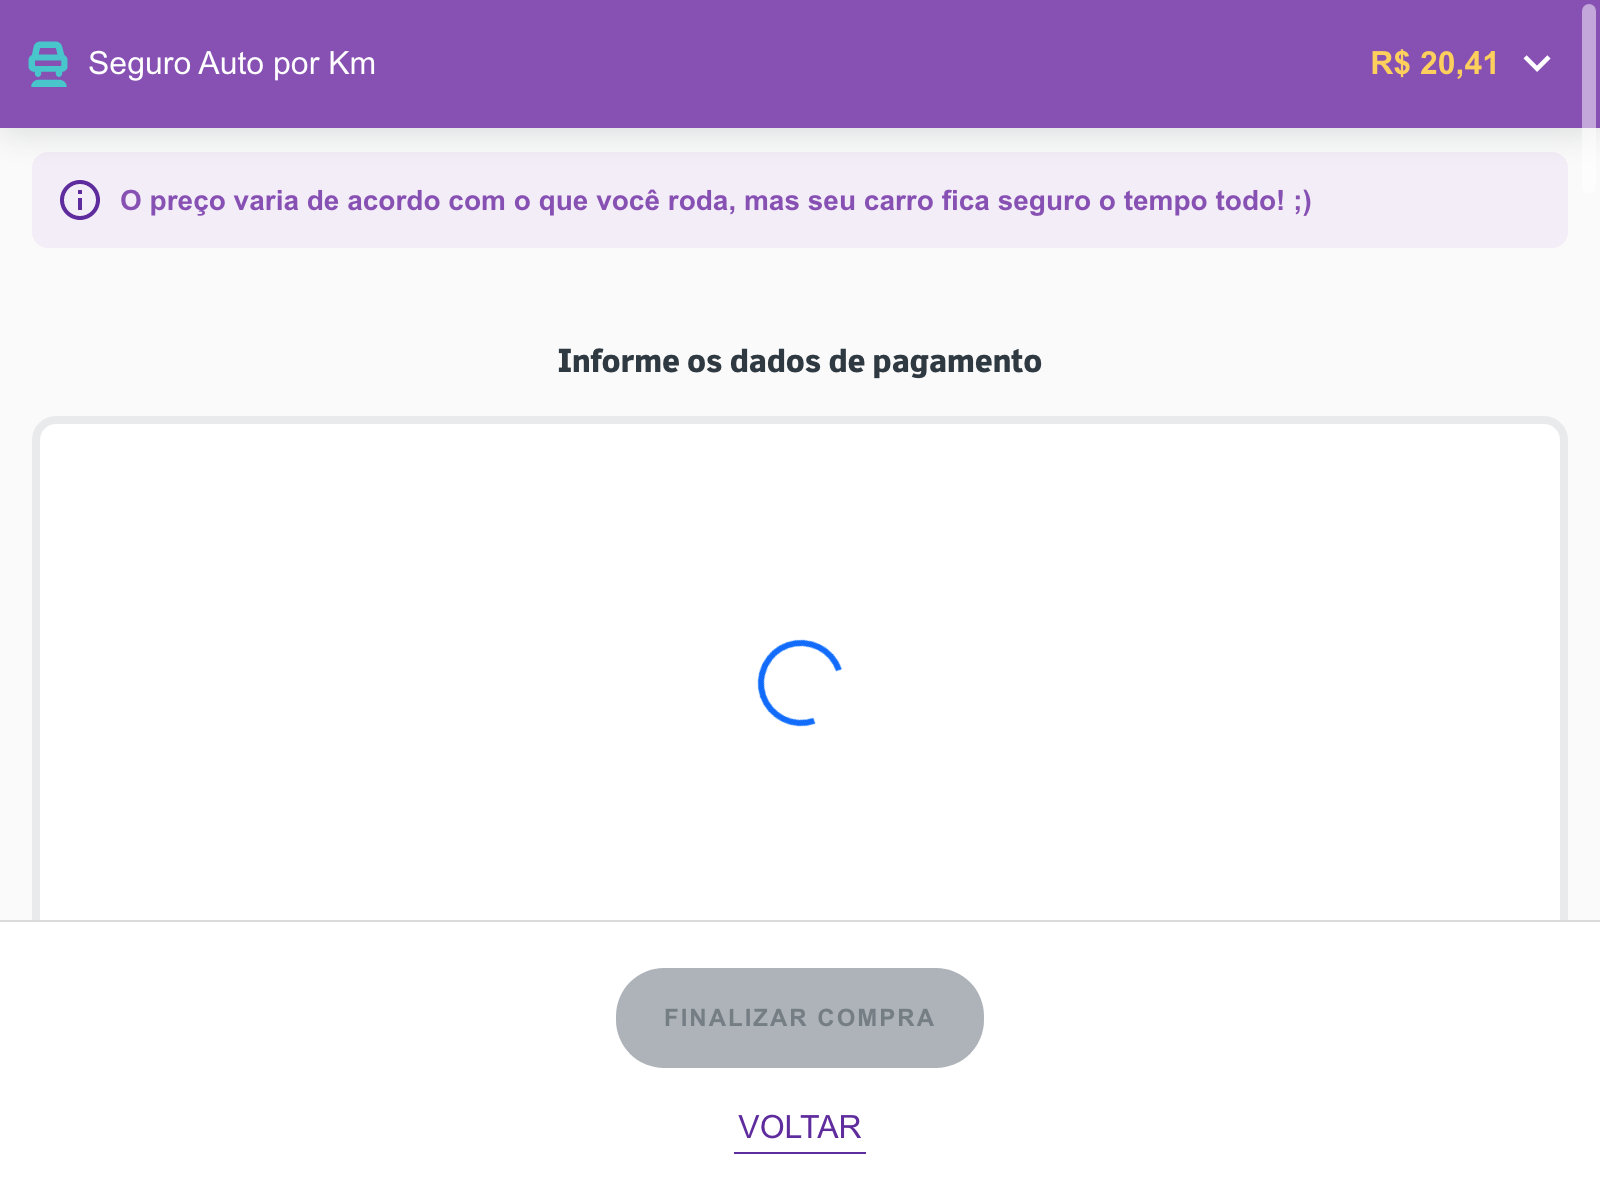 Seguro Auto por Km
R$ 20,41
O preço varia de acordo com o que você roda, mas seu carro fica seguro o tempo todo! ;)
Informe os dados de pagamento
FINALIZAR COMPRA
VOLTAR